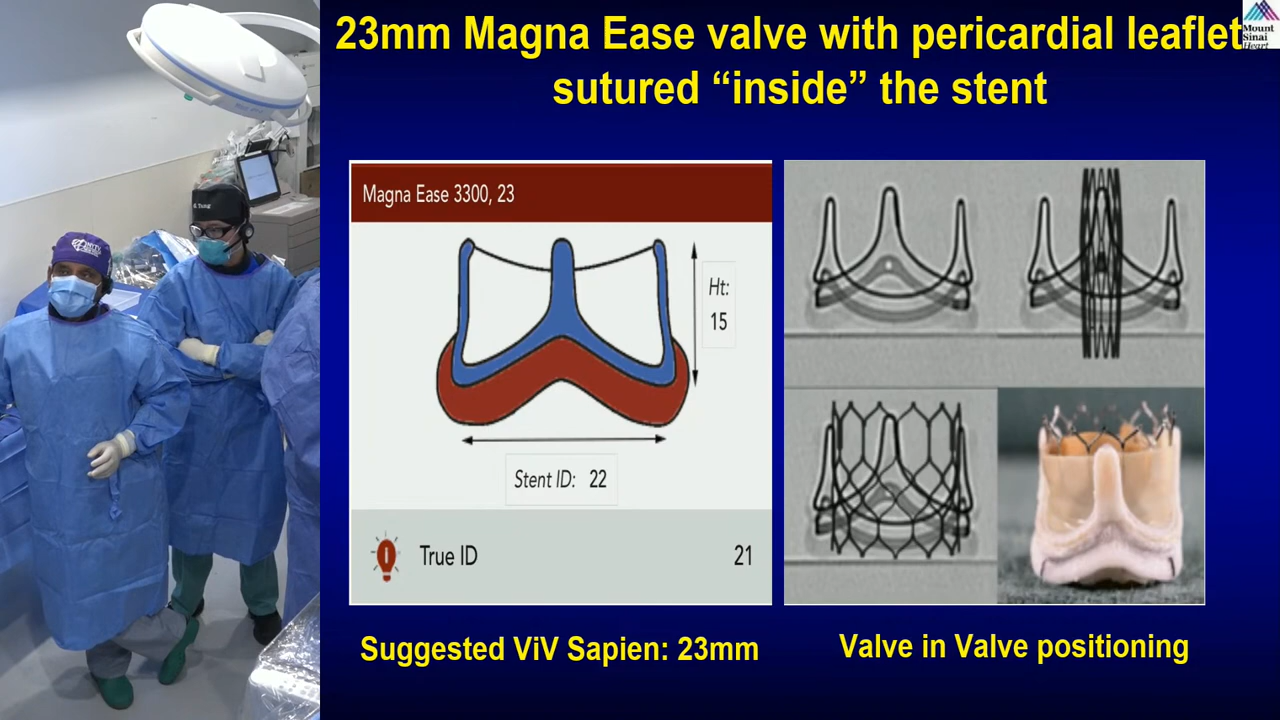 23mm Magna Ease valve with pericardial leaflet
sutured “inside” the stent
Mount
Sinai
Heart
Magna Ease 3300, 23
Ht:
15
Stent ID: 22
True ID 21
Suggested ViV Sapien: 23mm
Valve in Valve positioning